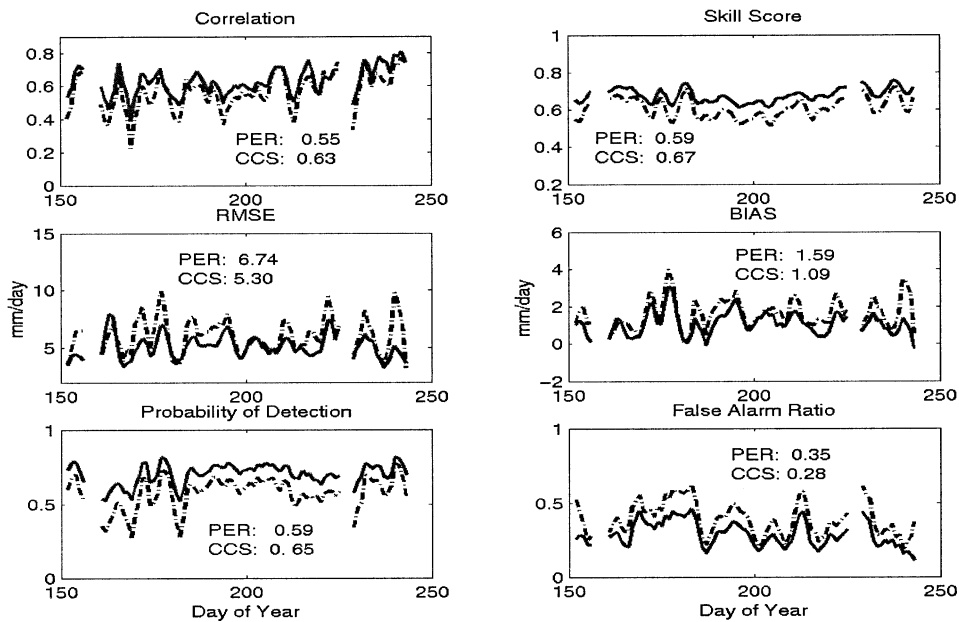 Correlation
0.8
0.6
0.4
0.2
0
PER: 0.55
CCS: 0.63
150
200
250
Skill Score
1
0.8
0.6
0.4
0.2
PER: 0.59
CCS: 0.67
150
200
250
RMSE
15
10
5
mm/day
PER: 6.74
CCS: 5.30
150
200
250
BIAS
6
4
2
0
−2
mm/day
PER: 1.59
CCS: 1.09
150
200
250
Probability of Detection
1
0.5
0
PER: 0.59
CCS: 0. 65
150
200
250
Day of Year
False Alarm Ratio
1
0.5
0
PER: 0.35
CCS: 0.28
150
200
250
Day of Year